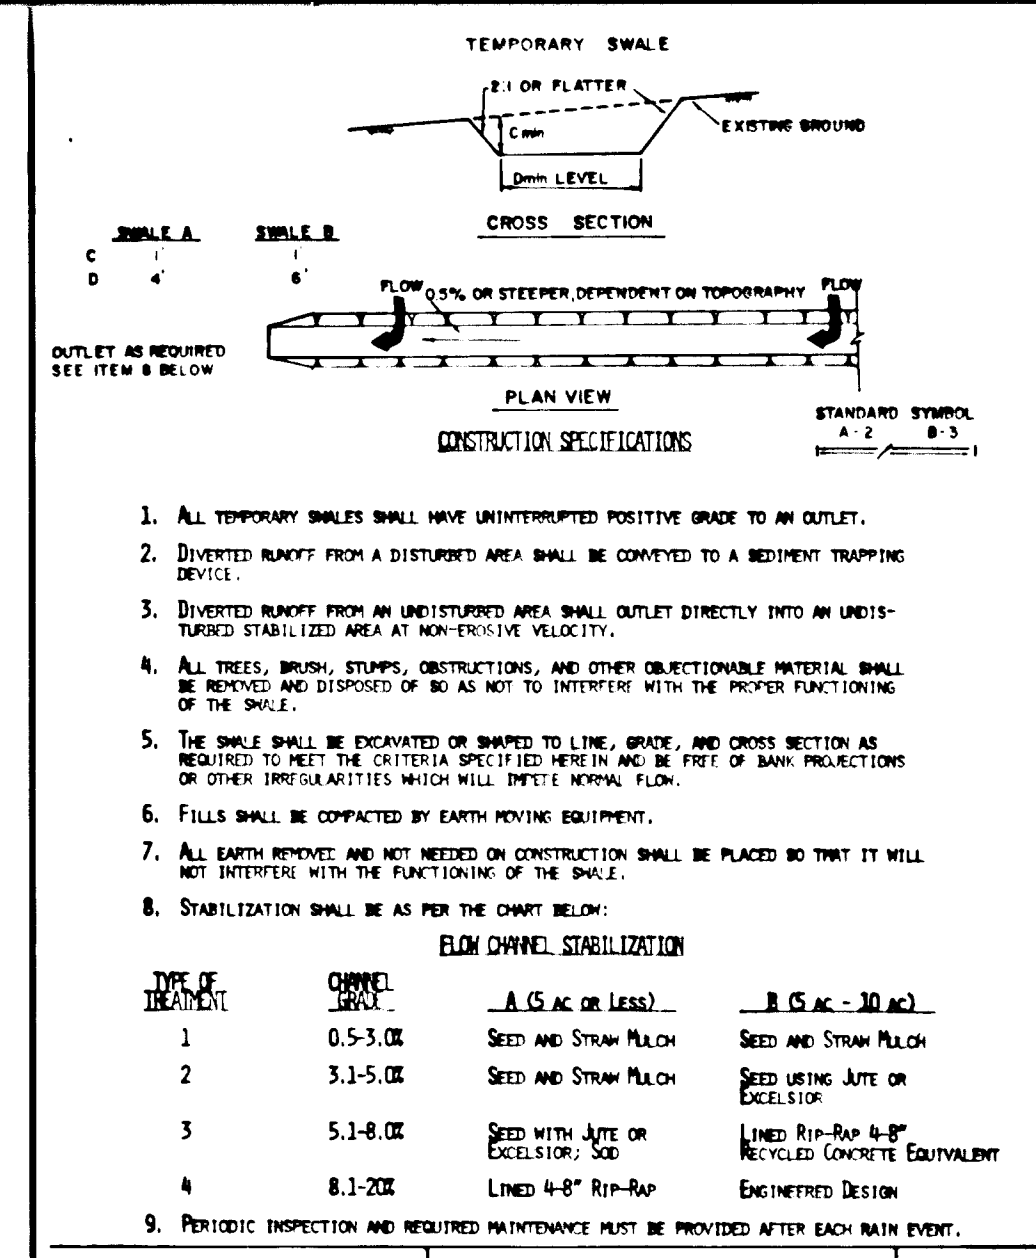 TEMPORARY SWALE
2:1 OR FLATTER
C min
EXISTING GROUND
Dmin LEVEL
CROSS SECTION
SWALE A SWALE B
C 1' 1'
D 4' 6'
FLOW 0.5% OR STEEPER, DEPENDENT ON TOPOGRAPHY FLOW
OUTLET AS REQUIRED
SEE ITEM 8 BELOW
PLAN VIEW
STANDARD SYMBOL
A-2 B-3
CONSTRUCTION SPECIFICATIONS
1. ALL TEMPORARY SWALES SHALL HAVE UNINTERRUPTED POSITIVE GRADE TO AN OUTLET.
2. DIVERTED RUNOFF FROM A DISTURBED AREA SHALL BE CONVEYED TO A SEDIMENT TRAPPING
DEVICE.
3. DIVERTED RUNOFF FROM AN UNDISTURBED AREA SHALL OUTLET DIRECTLY INTO AN UNDIS-
TURBED STABILIZED AREA AT NON-EROSIVE VELOCITY.
4. ALL TREES, BRUSH, STUMPS, OBSTRUCTIONS, AND OTHER OBJECTIONABLE MATERIAL SHALL
BE REMOVED AND DISPOSED OF SO AS NOT TO INTERFERE WITH THE PROPER FUNCTIONING
OF THE SWALE.
5. THE SWALE SHALL BE EXCAVATED OR SHAPED TO LINE, GRADE, AND CROSS SECTION AS
REQUIRED TO MEET THE CRITERIA SPECIFIED HEREIN AND BE FREE OF BANK PROJECTIONS
OR OTHER IRREGULARITIES WHICH WILL IMPEDE NORMAL FLOW.
6. FILLS SHALL BE COMPACTED BY EARTH MOVING EQUIPMENT.
7. ALL EARTH REMOVED AND NOT NEEDED ON CONSTRUCTION SHALL BE PLACED SO THAT IT WILL
NOT INTERFERE WITH THE FUNCTIONING OF THE SWALE.
8. STABILIZATION SHALL BE AS PER THE CHART BELOW:
FLOW CHANNEL STABILIZATION
TYPE OF TREATMENT CHANNEL GRADE A (5 AC OR LESS) B (5 AC - 10 AC)
1 0.5-3.0% SEED AND STRAW MULCH SEED AND STRAW MULCH
2 3.1-5.0% SEED AND STRAW MULCH SEED USING JUTE OR
EXCELSIOR
3 5.1-8.0% SEED WITH JUTE OR LINED RIP-RAP 4-8"
EXCELSIOR; SOD RECYCLED CONCRETE EQUIVALENT
4 8.1-20% LINED 4-8" RIP-RAP ENGINEERED DESIGN
9. PERIODIC INSPECTION AND REQUIRED MAINTENANCE MUST BE PROVIDED AFTER EACH RAIN EVENT.